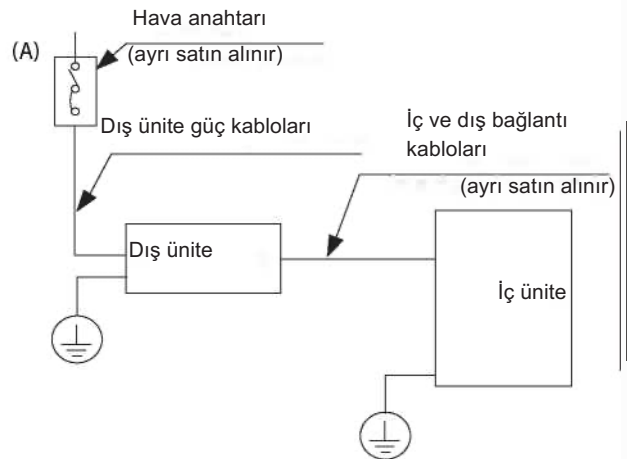 (A)
Hava anahtarı
(ayrı satın alınır)
Dış ünite güç kabloları
İç ve dış bağlantı
kabloları
(ayrı satın alınır)
Dış ünite
İç ünite